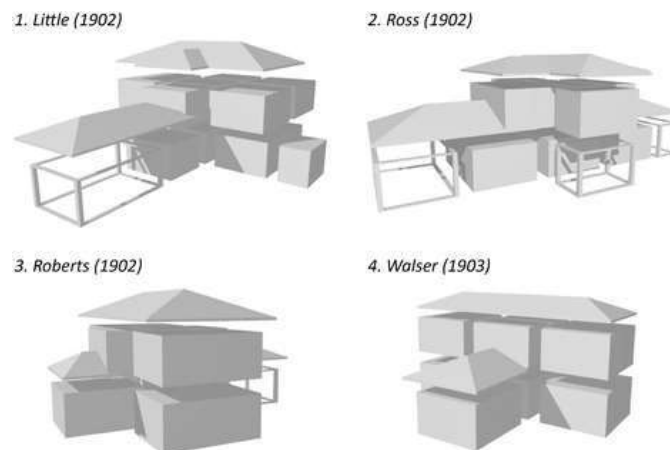 1. Little (1902)
2. Ross (1902)
3. Roberts (1902)
4. Walser (1903)